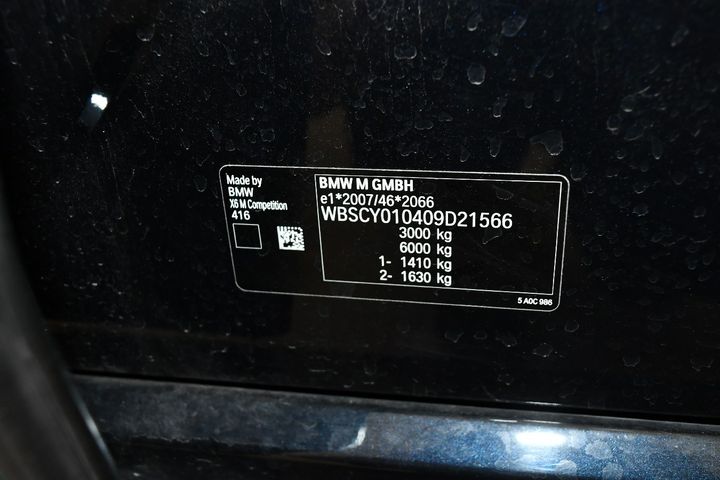 Made by
BMW
X6 M Competition
416
BMW M GMBH
e1*2007/46*2066
WBSCY010409D21566
3000 kg
6000 kg
1- 1410 kg
2- 1630 kg
5 A0C 986